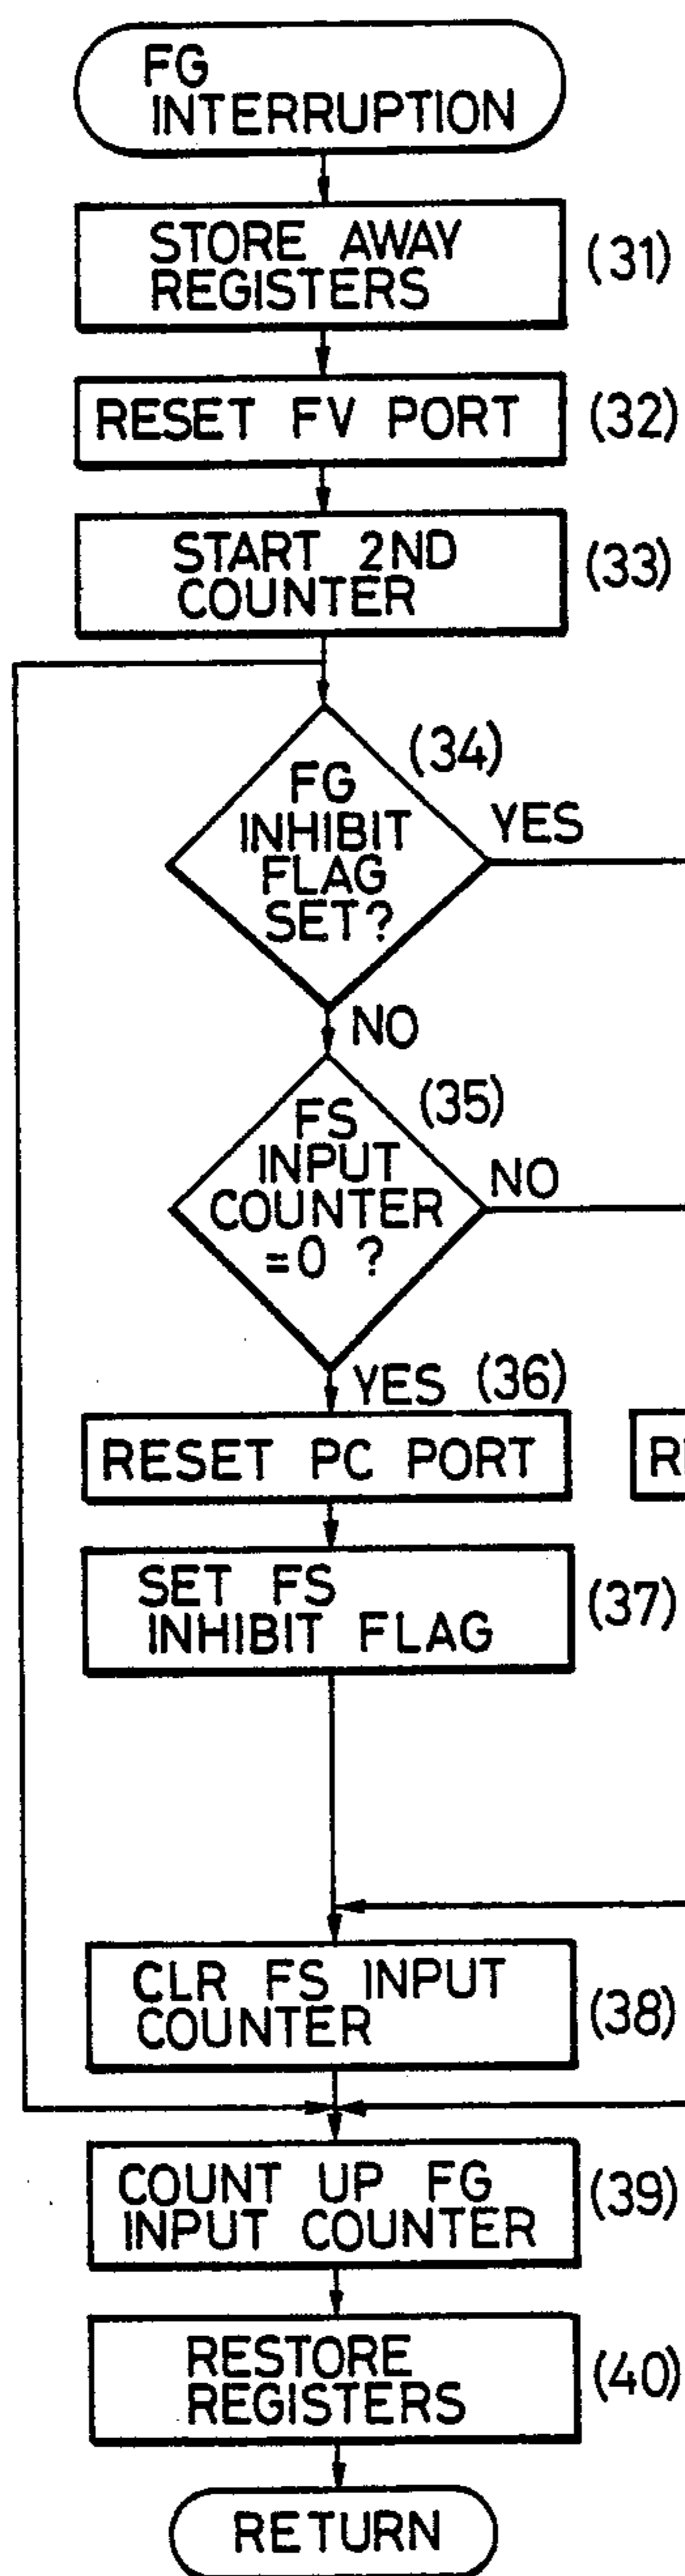 FG
INTERRUPTION
STORE AWAY
REGISTERS
(31)
RESET FV PORT
(32)
START 2ND
COUNTER
(33)
(34)
FG
INHIBIT
FLAG
SET?
YES
NO
(35)
FS
INPUT
COUNTER
=0 ?
NO
YES
(36)
RESET PC PORT
SET FS
INHIBIT FLAG
(37)
CLR FS INPUT
COUNTER
(38)
COUNT UP FG
INPUT COUNTER
(39)
RESTORE
REGISTERS
(40)
RETURN